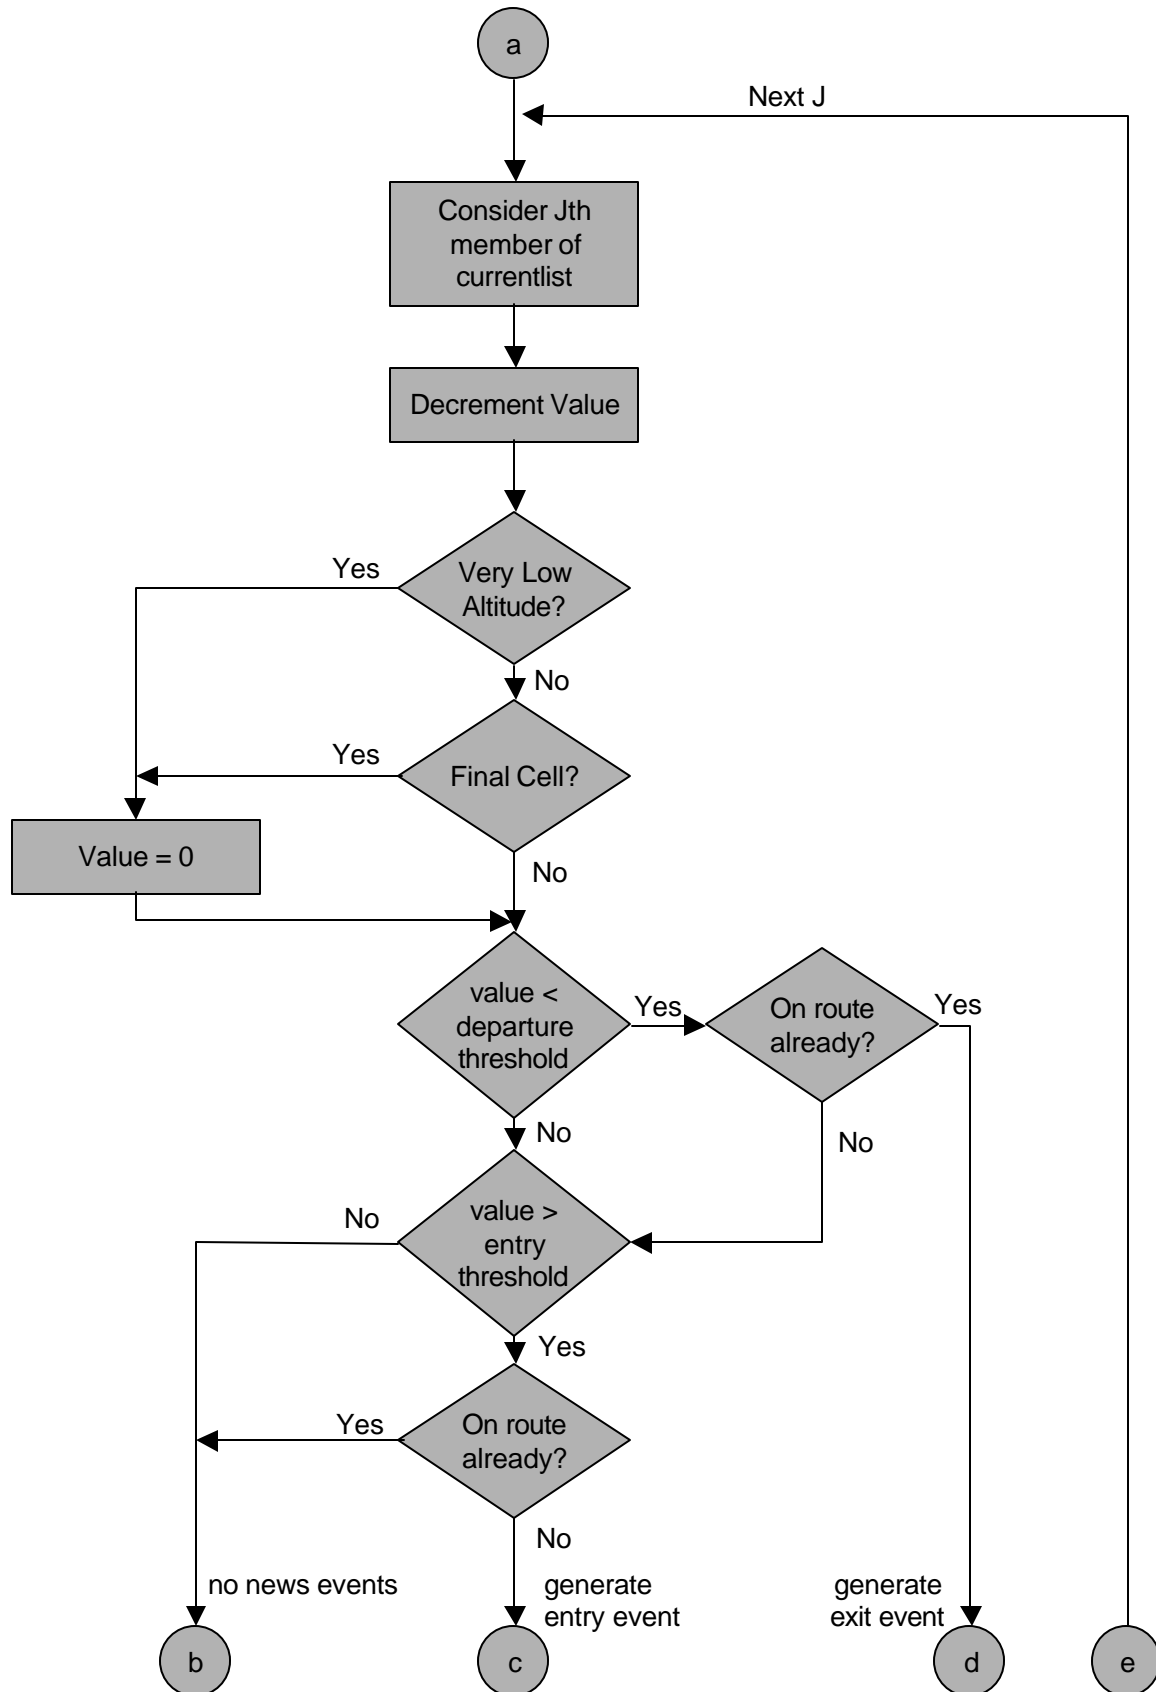 a
Next J
Consider Jth
member of
currentlist
Decrement Value
Yes
Very Low
Altitude?
No
Yes
Final Cell?
Value = 0
No
value <
departure
threshold
Yes
On route
already?
Yes
No
No
No
value >
entry
threshold
Yes
Yes
On route
already?
No
no news events
generate
entry event
generate
exit event
b
c
d
e